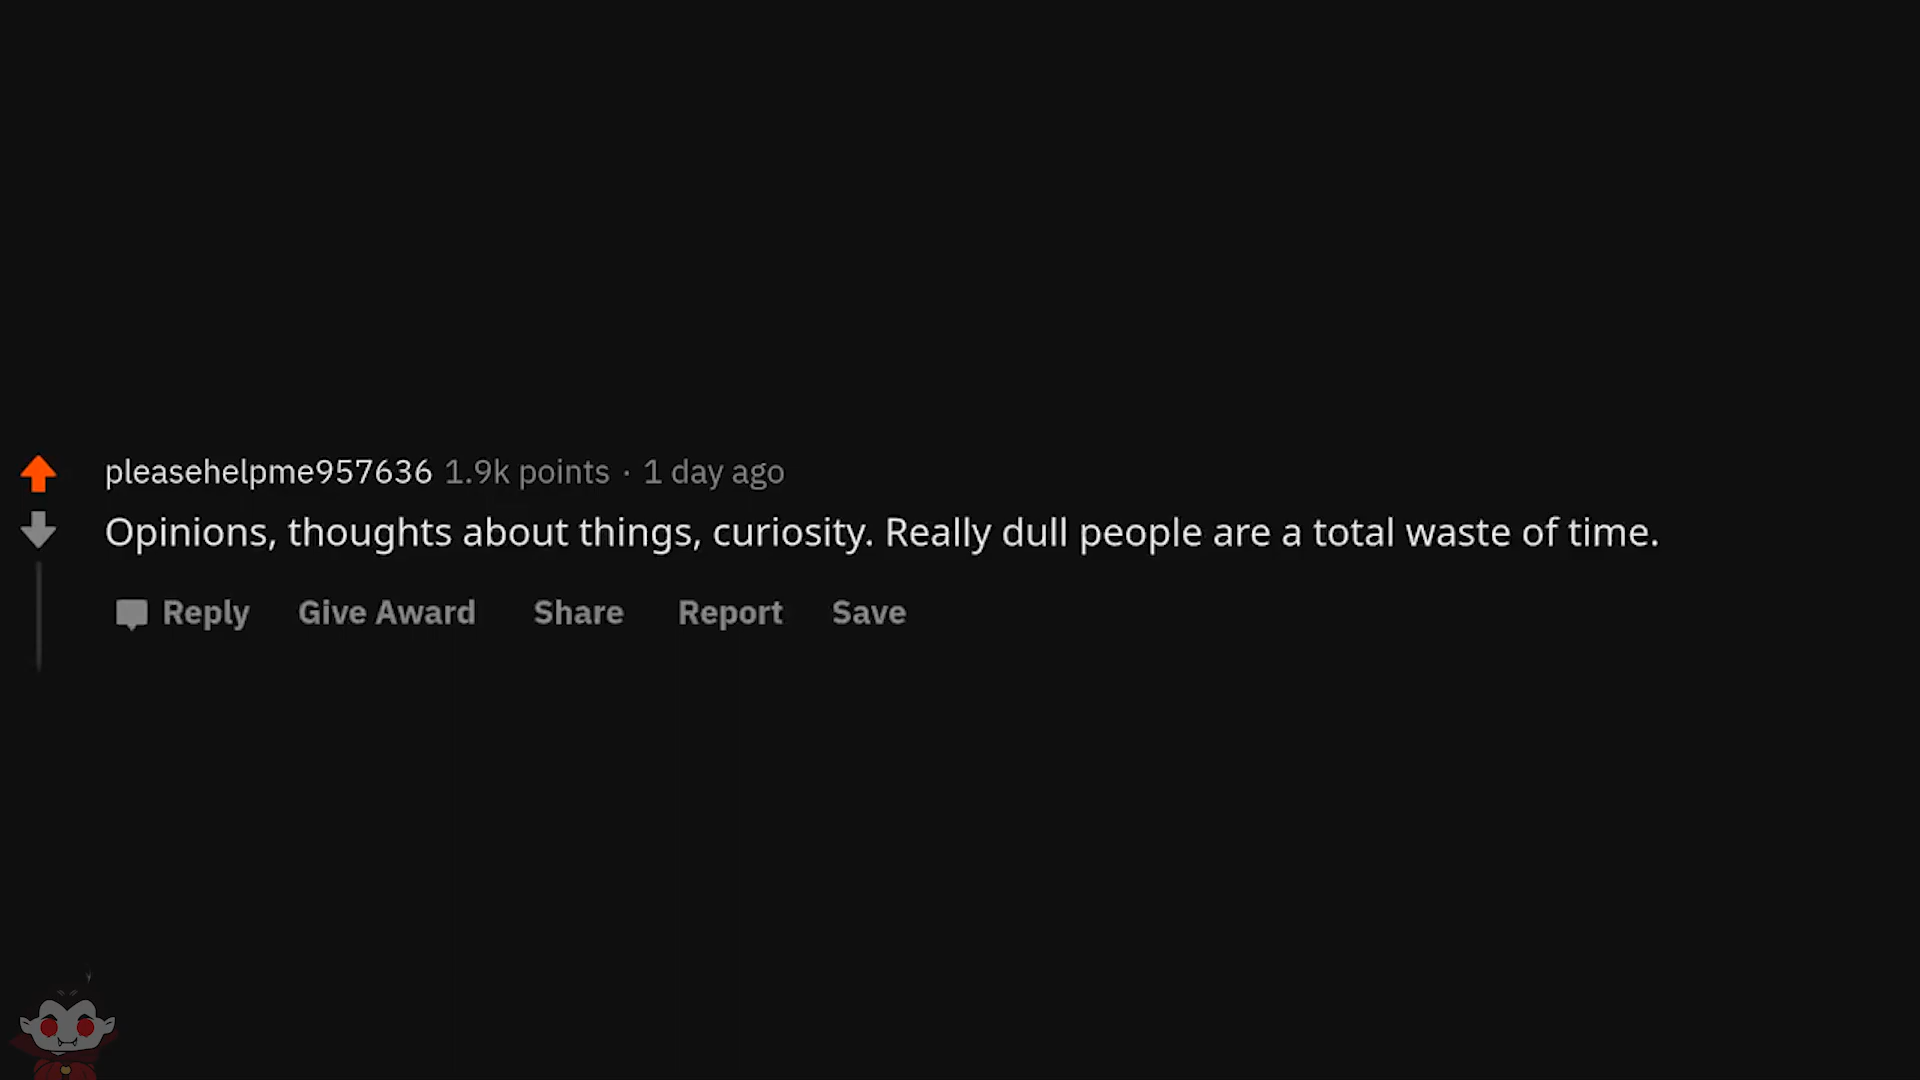 pleasehelpme957636 1.9k points · 1 day ago
Opinions, thoughts about things, curiosity. Really dull people are a total waste of time.
Reply Give Award Share Report Save